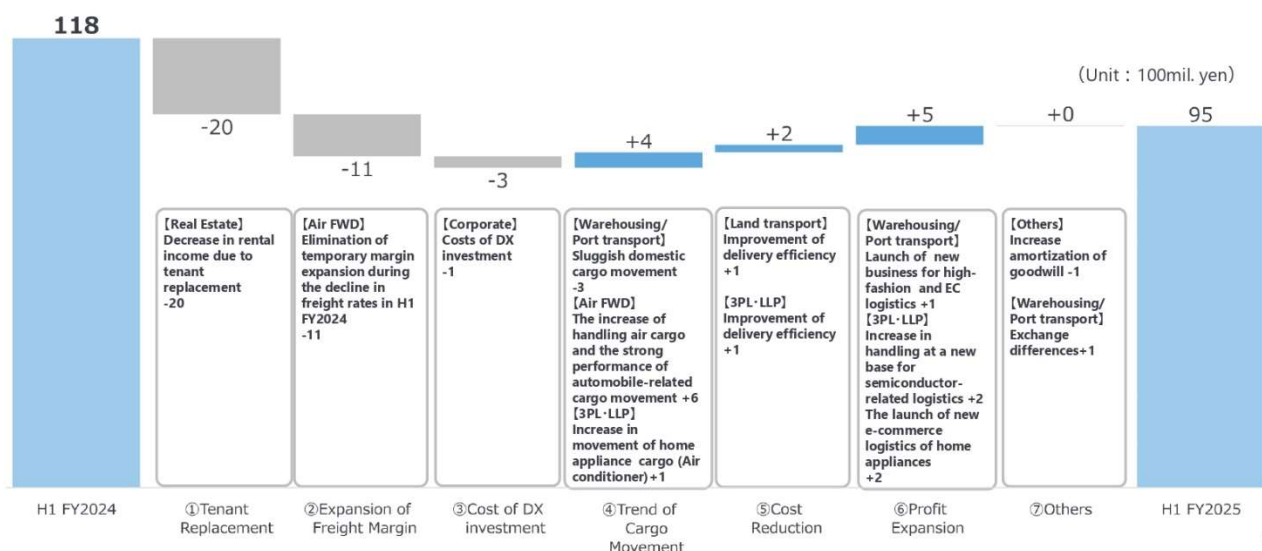 118
(Unit : 100mil. yen)
-20
-11
-3
+4
+2
+5
+0
95
【Real Estate】
Decrease in rental
income due to
tenant
replacement
-20
【Air FWD】
Elimination of
temporary margin
expansion during
the decline in
freight rates in H1
FY2024
-11
【Corporate】
Costs of DX
investment
-1
【Warehousing/
Port transport】
Sluggish domestic
cargo movement
-3
【Air FWD】
The increase of
handling air cargo
and the strong
performance of
automobile-related
cargo movement +6
【3PL･LLP】
Increase in
movement of home
appliance cargo (Air
conditioner)+1
【Land transport】
Improvement of
delivery efficiency
+1
【3PL･LLP】
Improvement of
delivery efficiency
+1
【Warehousing/
Port transport】
Launch of new
business for high-
fashion and EC
logistics +1
【3PL･LLP】
Increase in
handling at a new
base for
semiconductor-
related logistics +2
The launch of new
e-commerce
logistics of home
appliances
+2
【Others】
Increase
amortization of
goodwill -1
【Warehousing/
Port transport】
Exchange
differences+1
H1 FY2024
①Tenant
Replacement
②Expansion of
Freight Margin
③Cost of DX
investment
④Trend of
Cargo
Movement
⑤Cost
Reduction
⑥Profit
Expansion
⑦Others
H1 FY2025